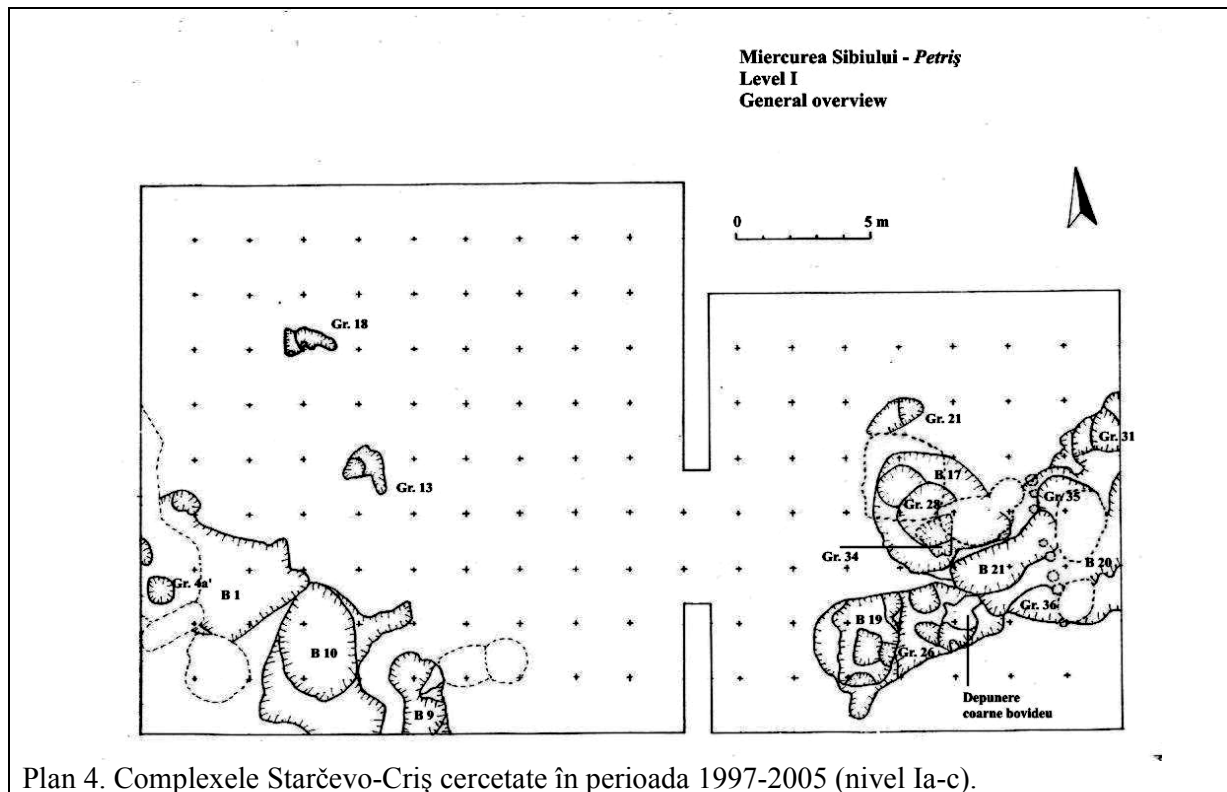 Miercurea Sibiului - Petriş
Level I
General overview
0 5 m
Gr. 18
Gr. 21
Gr. 31
Gr. 13
B 17
Gr. 28
Gr. 35
Gr. 34
B 21
B 20
Gr. 4a'
B 1
Gr. 36
B 19
B 10
Gr. 26
B 9
Depunere
coarne bovideu
Plan 4. Complexele Starčevo-Criş cercetate în perioada 1997-2005 (nivel Ia-c).